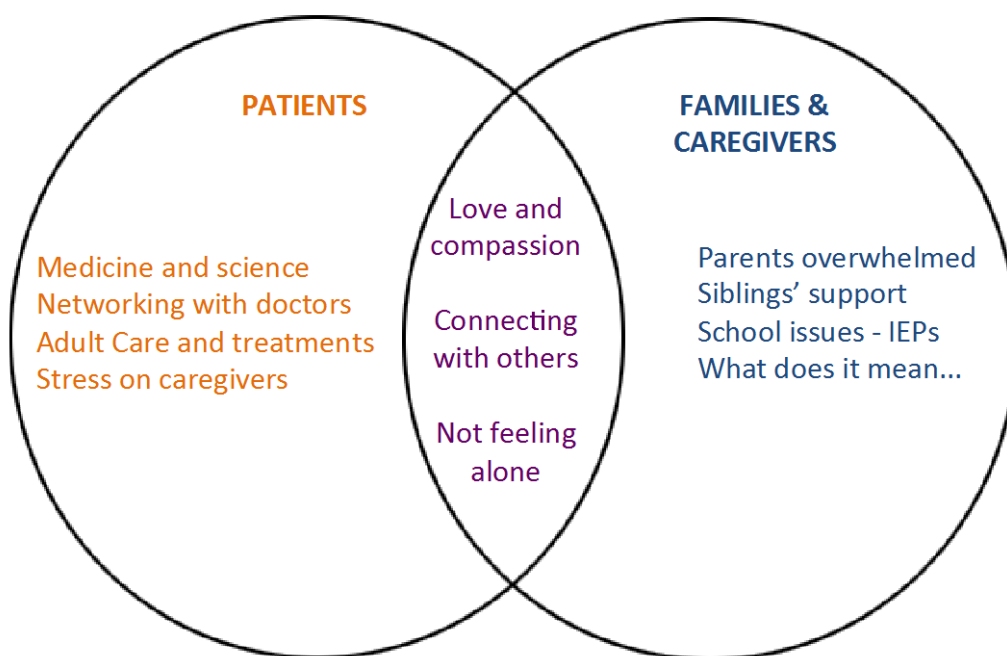 PATIENTS
Medicine and science
Networking with doctors
Adult Care and treatments
Stress on caregivers
Love and
compassion
Connecting
with others
Not feeling
alone
FAMILIES &
CAREGIVERS
Parents overwhelmed
Siblings’ support
School issues - IEPs
What does it mean...